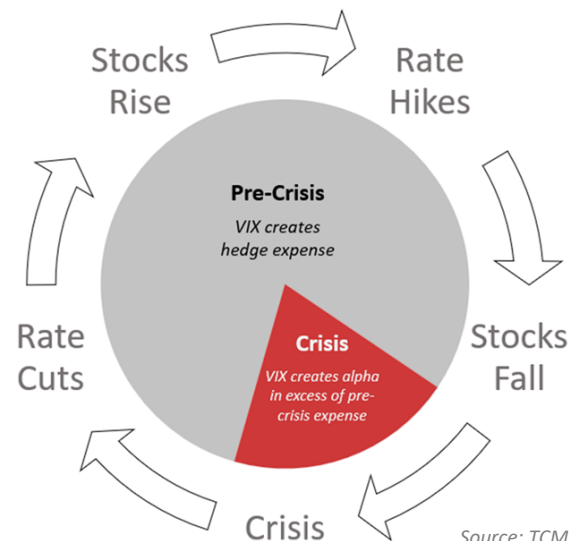 Stocks
Rise
Rate
Hikes
Pre-Crisis
VIX creates
hedge expense
Rate
Cuts
Crisis
VIX creates alpha
in excess of pre-
crisis expense
Stocks
Fall
Crisis
Source: TCM